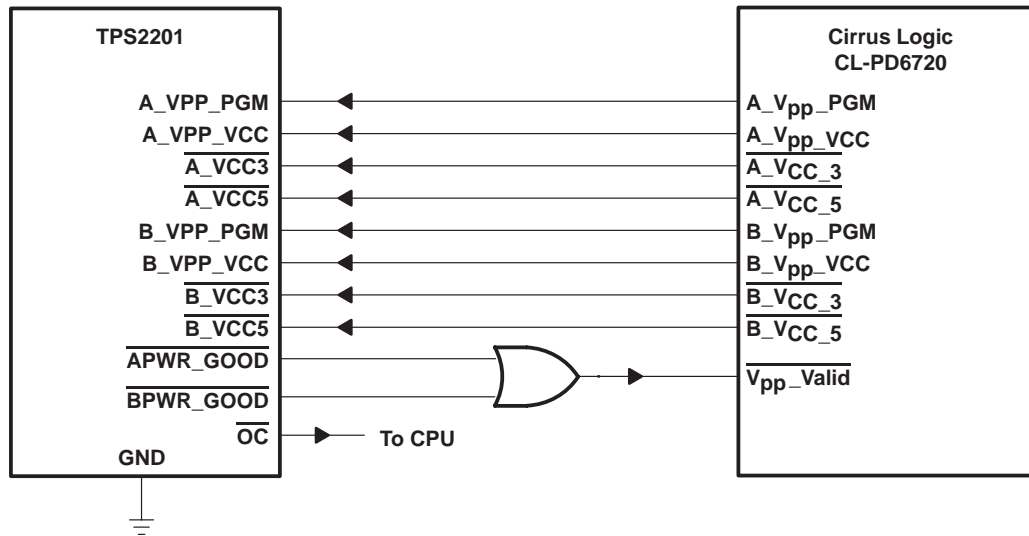 TPS2201
A_VPP_PGM
A_VPP_VCC
A_VCC3
A_VCC5
B_VPP_PGM
B_VPP_VCC
B_VCC3
B_VCC5
APWR_GOOD
BPWR_GOOD
OC
GND
To CPU
Cirrus Logic
CL-PD6720
A_Vpp_PGM
A_Vpp_VCC
A_VCC_3
A_VCC_5
B_Vpp_PGM
B_Vpp_VCC
B_VCC_3
B_VCC_5
Vpp_Valid